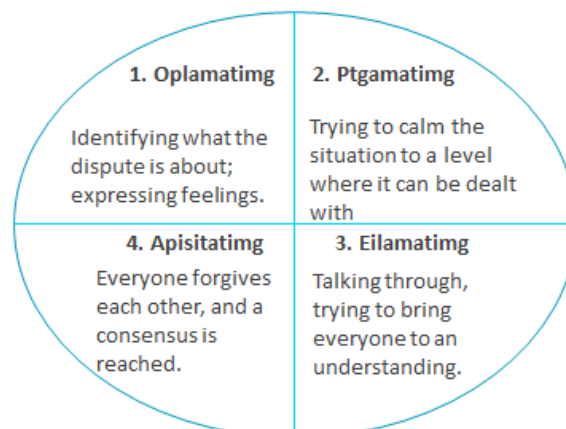 1. Oplamatimg
Identifying what the
dispute is about;
expressing feelings.
2. Ptgamatimg
Trying to calm the
situation to a level
where it can be dealt
with
4. Apisitatimg
Everyone forgives
each other, and a
consensus is
reached.
3. Eilamatimg
Talking through,
trying to bring
everyone to an
understanding.